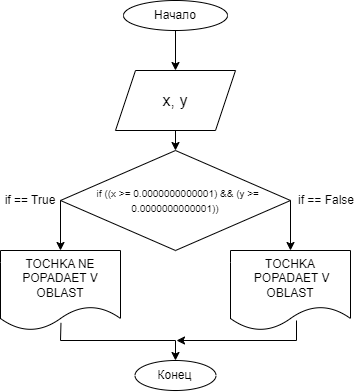 Начало
x, y
if ((x >= 0.0000000000001) && (y >=
0.0000000000001))
if == True
if == False
TOCHKA NE
POPADAET V
OBLAST
TOCHKA
POPADAET V
OBLAST
Конец